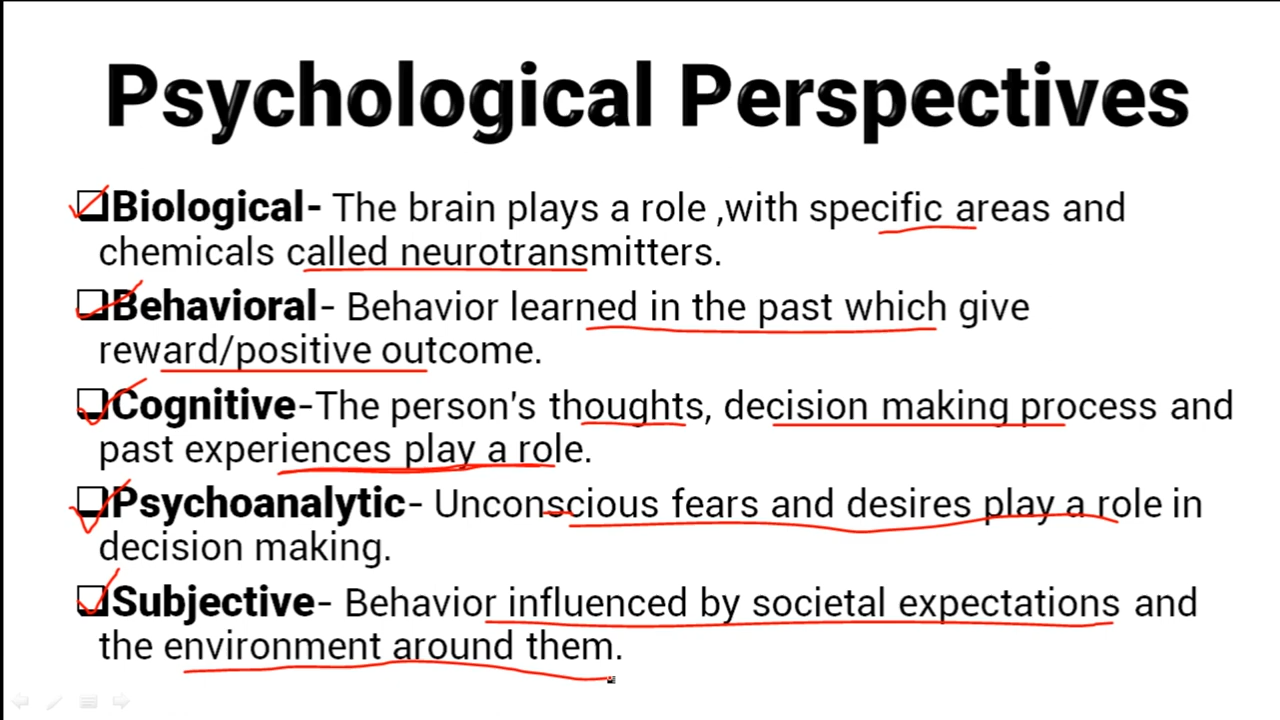 Psychological Perspectives
Biological- The brain plays a role ,with specific areas and
chemicals called neurotransmitters.
Behavioral- Behavior learned in the past which give
reward/positive outcome.
Cognitive-The person's thoughts, decision making process and
past experiences play a role.
Psychoanalytic- Unconscious fears and desires play a role in
decision making.
Subjective- Behavior influenced by societal expectations and
the environment around them.